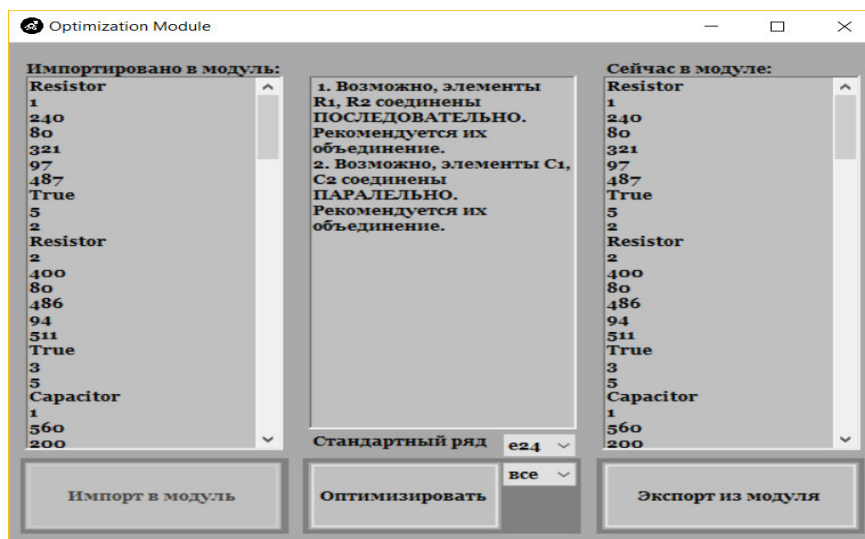 Optimization Module
Импортировано в модуль:
Resistor
1
240
80
321
97
487
True
5
2
Resistor
2
400
80
486
94
511
True
3
5
Capacitor
1
560
200
1. Возможно, элементы
R1, R2 соединены
ПОСЛЕДОВАТЕЛЬНО.
Рекомендуется их
объединение.
2. Возможно, элементы C1,
C2 соединены
ПАРАЛЕЛЬНО.
Рекомендуется их
объединение.
Стандартный ряд e24
Сейчас в модуле:
Resistor
1
240
80
321
97
487
True
5
2
Resistor
2
400
80
486
94
511
True
3
5
Capacitor
1
560
200
Импорт в модуль
Оптимизировать
все
Экспорт из модуля